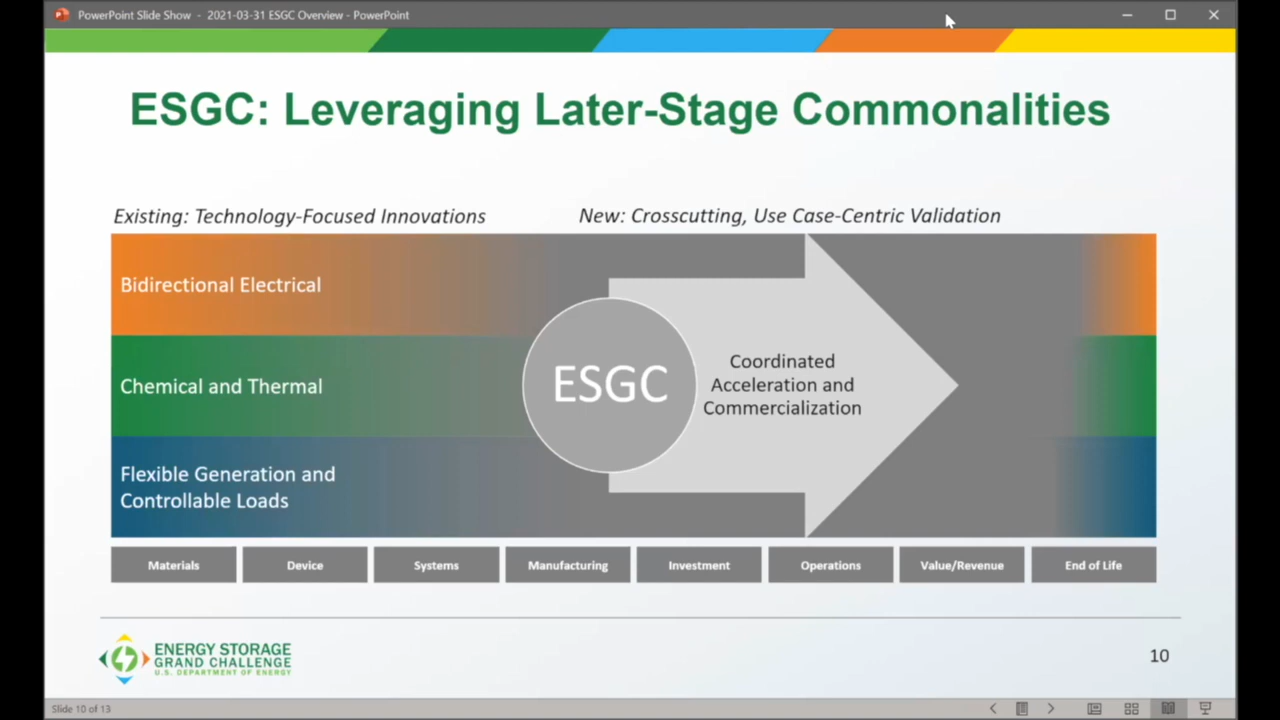 PowerPoint Slide Show - 2021-03-31 ESGC Overview - PowerPoint
ESGC: Leveraging Later-Stage Commonalities
Existing: Technology-Focused Innovations
New: Crosscutting, Use Case-Centric Validation
Bidirectional Electrical
Chemical and Thermal
Flexible Generation and
Controllable Loads
ESGC
Coordinated
Acceleration and
Commercialization
Materials
Device
Systems
Manufacturing
Investment
Operations
Value/Revenue
End of Life
ENERGY STORAGE
GRAND CHALLENGE
U.S. DEPARTMENT OF ENERGY
10
Slide 10 of 13